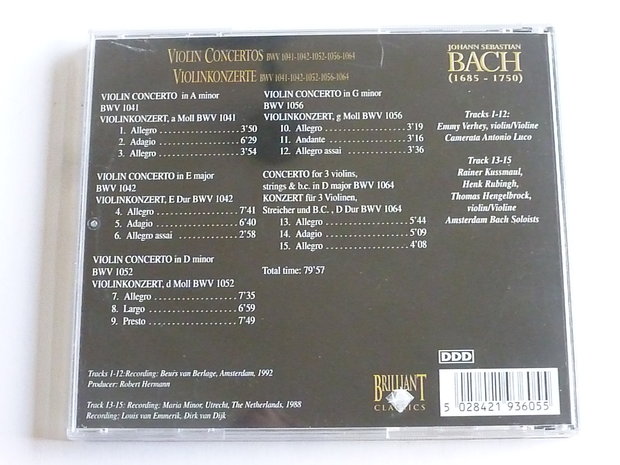 VIOLIN CONCERTOS BWV 1041-1042-1052-1056-1064
VIOLINKONZERTE BWV 1041-1042-1052-1056-1064
VIOLIN CONCERTO in A minor
BWV 1041
VIOLINKONZERT, a Moll BWV 1041
1. Allegro 3'50
2. Adagio 6'29
3. Allegro 3'54
VIOLIN CONCERTO in E major
BWV 1042
VIOLINKONZERT, E Dur BWV 1042
4. Allegro 7'41
5. Adagio 6'40
6. Allegro assai 2'58
VIOLIN CONCERTO in D minor
BWV 1052
VIOLINKONZERT, d Moll BWV 1052
7. Allegro 7'35
8. Largo 6'59
9. Presto 7'49
VIOLIN CONCERTO in G minor
BWV 1056
VIOLINKONZERT, g Moll BWV 1056
10. Allegro 3'19
11. Andante 3'16
12. Allegro assai 3'36
CONCERTO for 3 violins,
strings & b.c. in D major BWV 1064
KONZERT für 3 Violinen,
Streicher und B.C. , D Dur BWV 1064
13. Allegro 5'44
14. Adagio 5'09
15. Allegro 4'08
Total time: 79'57
JOHANN SEBASTIAN
BACH
(1685 - 1750)
Tracks 1-12:
Emmy Verhey, violin/Violine
Camerata Antonio Luco
Track 13-15
Rainer Kussmaul,
Henk Rubingh,
Thomas Hengelbrock,
violin/Violine
Amsterdam Bach Soloists
Tracks 1-12:Recording: Beurs van Berlage, Amsterdam, 1992
Producer: Robert Hermann
Track 13-15: Recording: Maria Minor, Utrecht, The Netherlands, 1988
Recording: Louis van Emmerik, Dirk van Dijk
BRILLIANT
CLASSICS
DDD
5 028421 936055